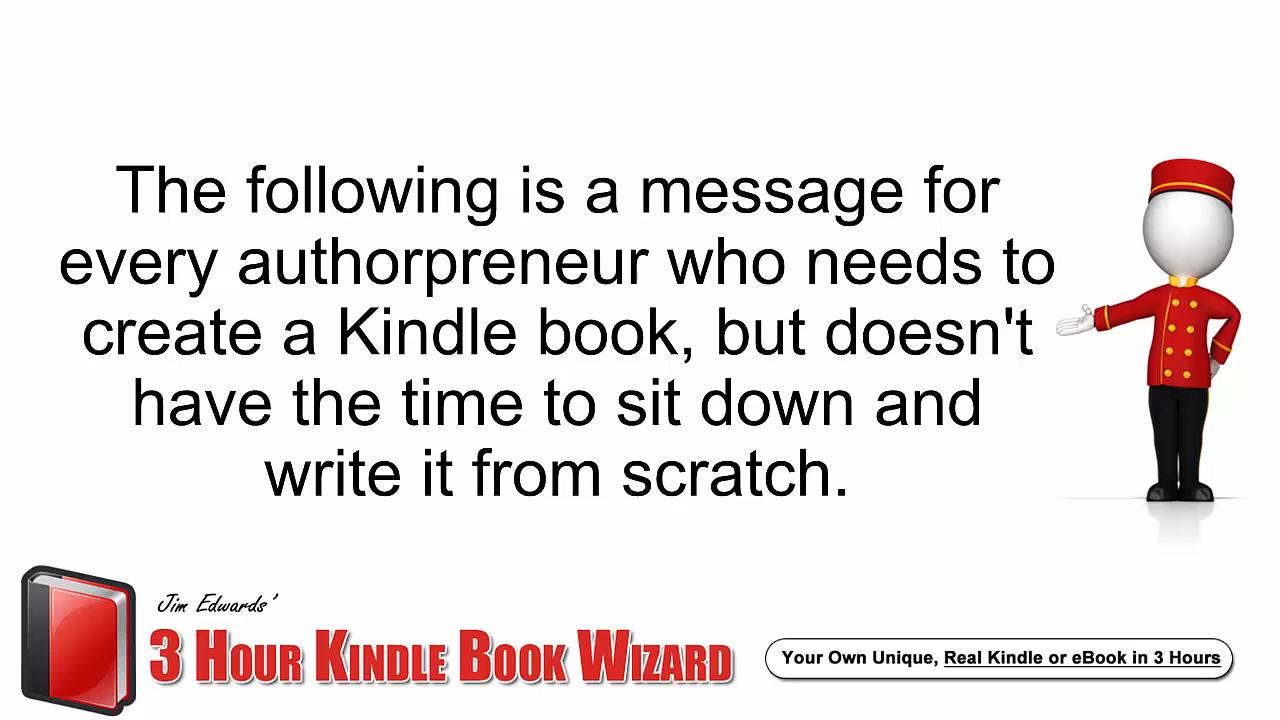 The following is a message for
every authorpreneur who needs to
create a Kindle book, but doesn't
have the time to sit down and
write it from scratch.
Jim Edwards'
3 Hour Kindle Book Wizard
Your Own Unique, Real Kindle or eBook in 3 Hours